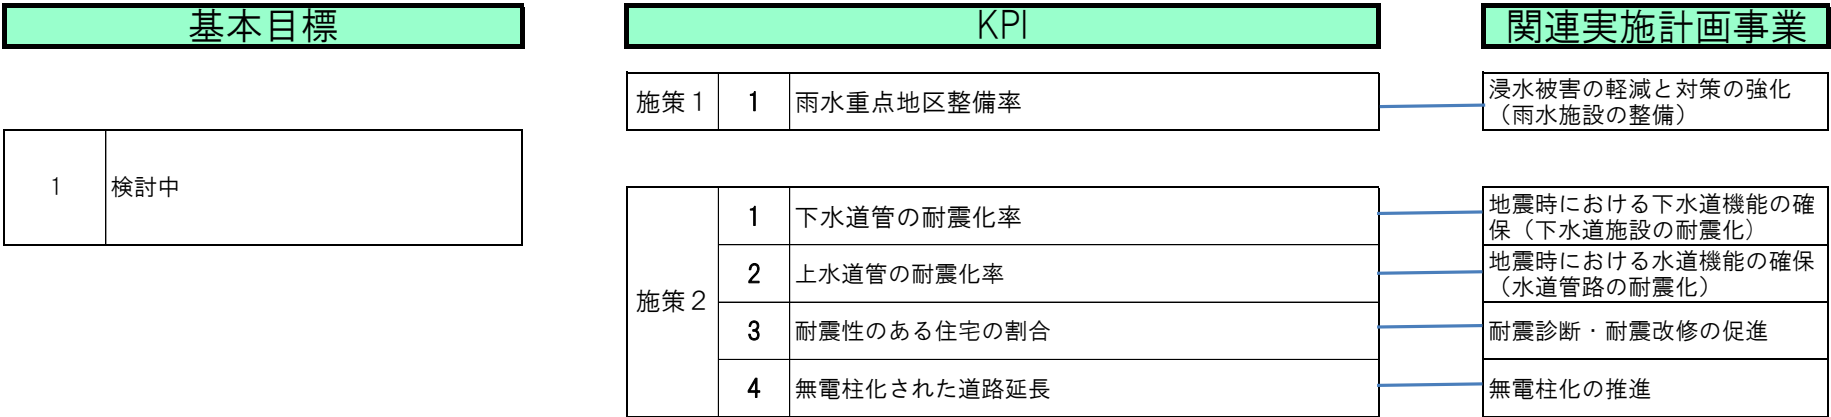 基本目標
KPI
関連実施計画事業
施策1
1
雨水重点地区整備率
浸水被害の軽減と対策の強化
（雨水施設の整備）
1
検討中
施策2
1
下水道管の耐震化率
地震時における下水道機能の確
保（下水道施設の耐震化）
2
上水道管の耐震化率
地震時における水道機能の確保
（水道管路の耐震化）
3
耐震性のある住宅の割合
耐震診断・耐震改修の促進
4
無電柱化された道路延長
無電柱化の推進